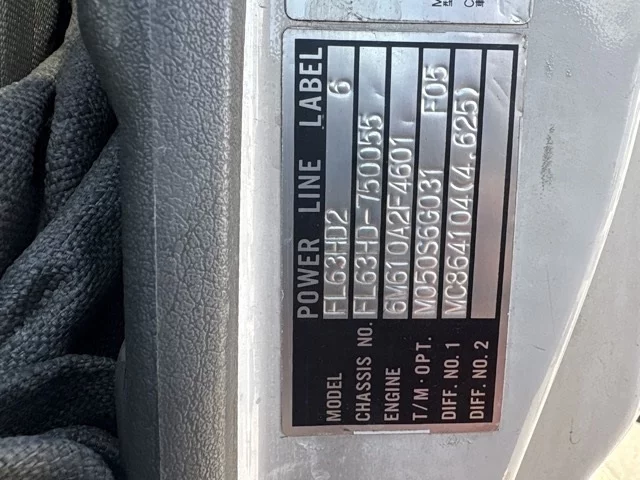 POWER LINE LABEL
MODEL FL63HD2 6
CHASSIS NO. FL63HD-750055
ENGINE 6M610A2F4601
T/M·OPT. M050S6G031 F05
DIFF. NO. 1 MC864104(4.625)
DIFF. NO. 2